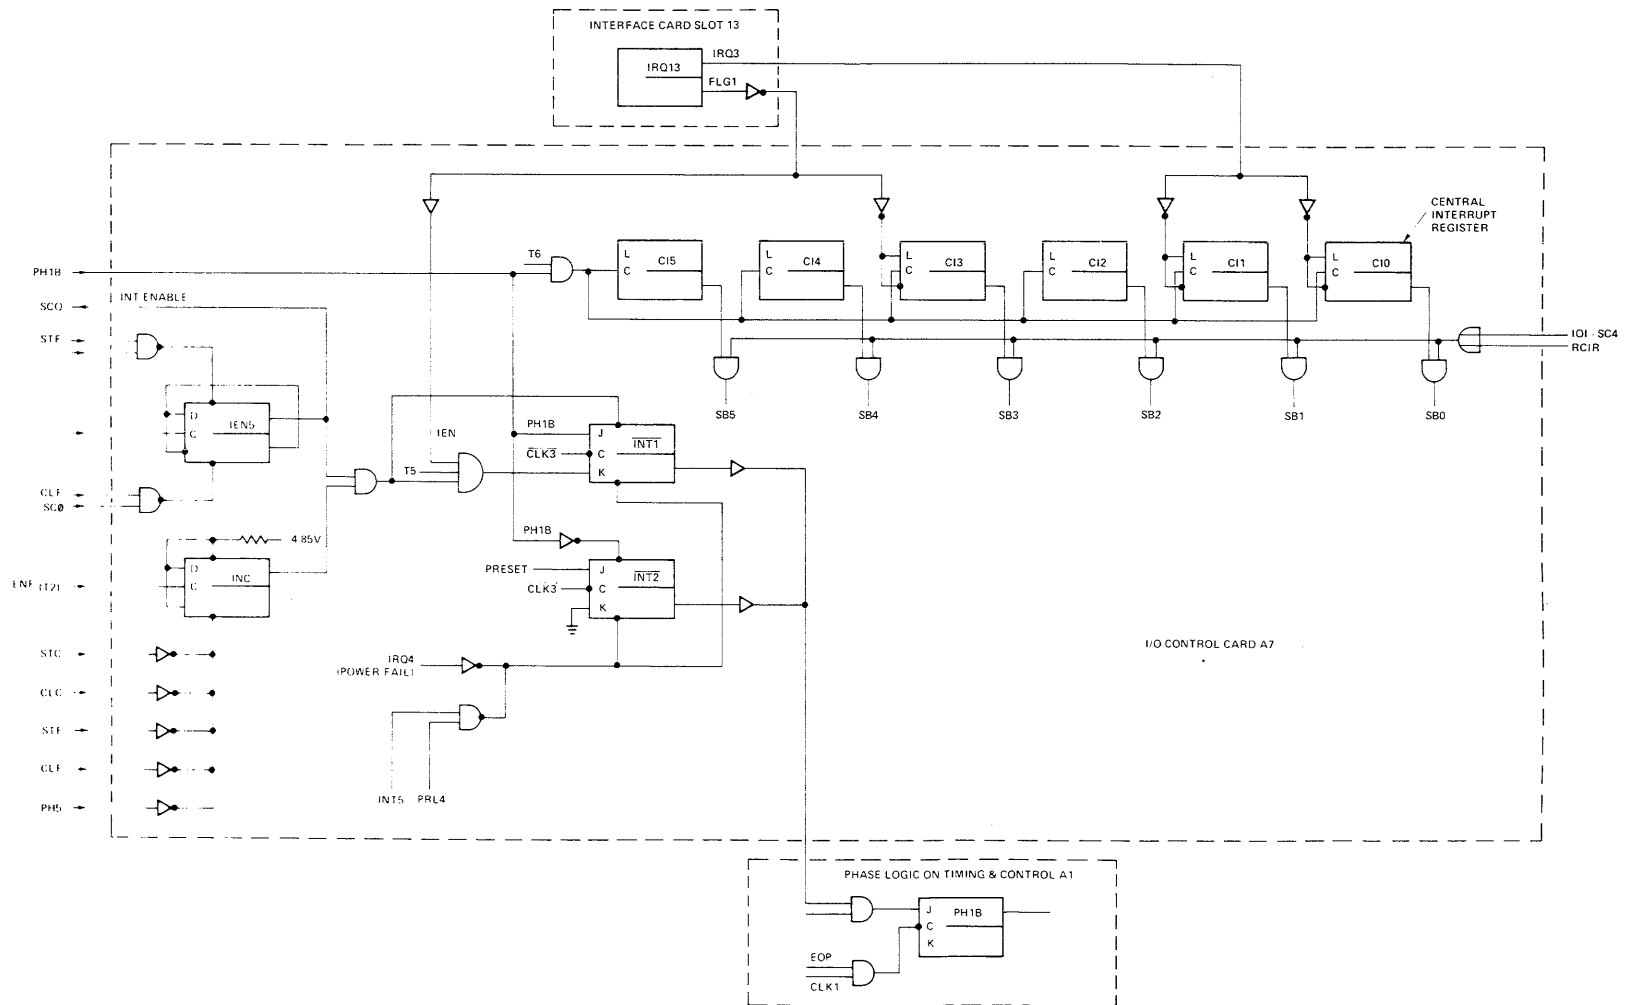 INTERFACE CARD SLOT 13
IRQ3
IRQ13
FLG1
CENTRAL
INTERRUPT
REGISTER
T6
L
C
CI5
L
C
CI4
L
C
CI3
L
C
CI2
L
C
CI1
L
C
CI0
PH1B
INT ENABLE
SCO
STF
IOI - SC4
RCIR
SB5
SB4
SB3
SB2
SB1
SB0
D
C
IEN5
IEN
PH1B
J
INT1
CLK3
C
T5
K
CLF
SCØ
4.85V
PH1B
D
C
INC
ENF (T2)
PRESET
J
INT2
CLK3
C
K
I/O CONTROL CARD A7
STC
IRQ4
(POWER FAIL)
CLC
STF
CLF
INT5
PRL4
PH5
PHASE LOGIC ON TIMING & CONTROL A1
J
PH1B
C
K
EOP
CLK1